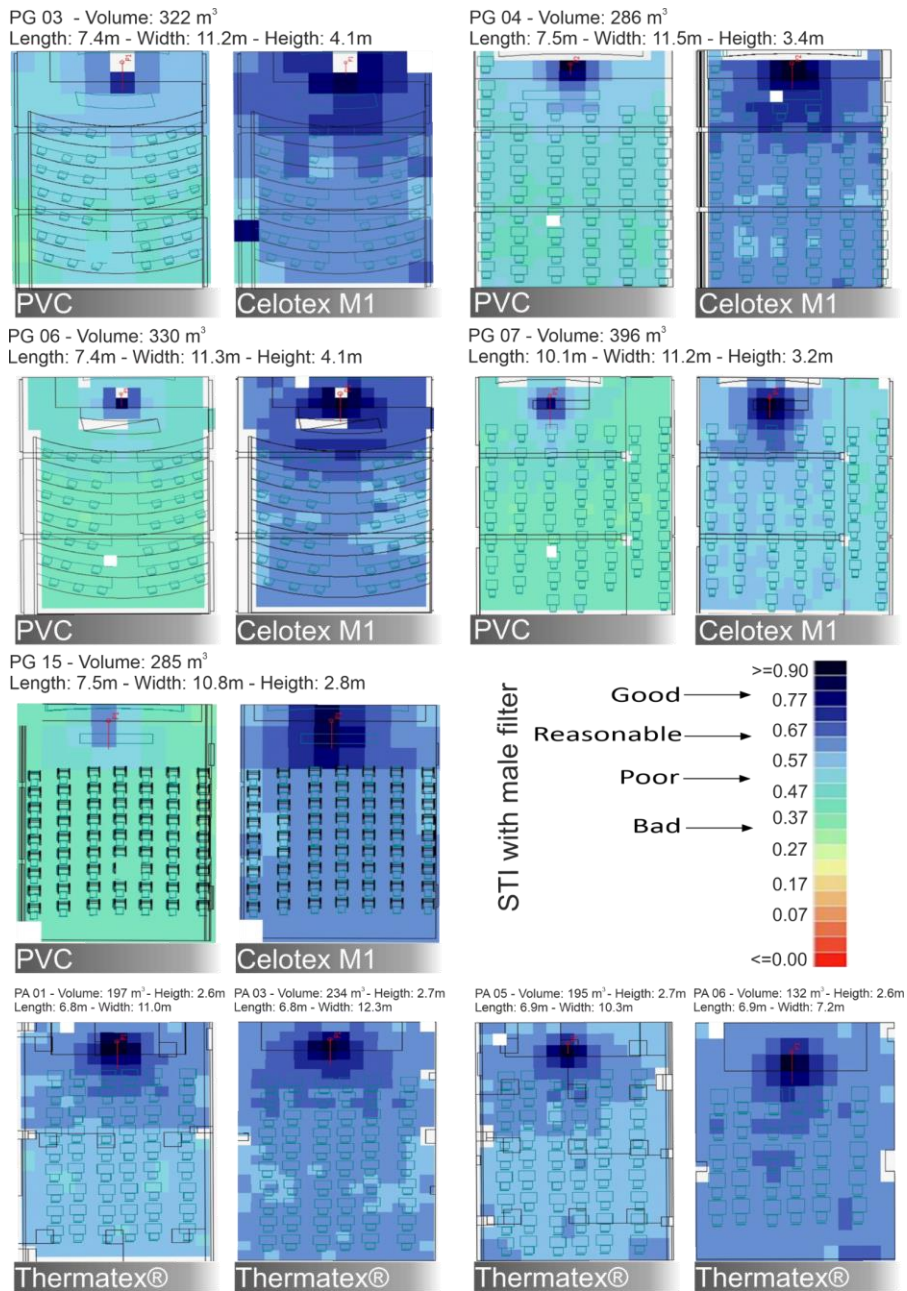 PG 03 - Volume: 322 m³
Length: 7.4m - Width: 11.2m - Heigth: 4.1m
PVC
Celotex M1
PG 04 - Volume: 286 m³
Length: 7.5m - Width: 11.5m - Heigth: 3.4m
PVC
Celotex M1
PG 06 - Volume: 330 m³
Length: 7.4m - Width: 11.3m - Heigth: 4.1m
PVC
Celotex M1
PG 07 - Volume: 396 m³
Length: 10.1m - Width: 11.2m - Heigth: 3.2m
PVC
Celotex M1
PG 15 - Volume: 285 m³
Length: 7.5m - Width: 10.8m - Heigth: 2.8m
PVC
Celotex M1
STI with male filter
Good
Reasonable
Poor
Bad
>=0.90
0.77
0.67
0.57
0.47
0.37
0.27
0.17
0.07
<=0.00
PA 01 - Volume: 197 m³ - Heigth: 2.6m
Length: 6.8m - Width: 11.0m
Thermatex®
PA 03 - Volume: 234 m³ - Heigth: 2.7m
Length: 6.8m - Width: 12.3m
Thermatex®
PA 05 - Volume: 195 m³ - Heigth: 2.7m
Length: 6.9m - Width: 10.3m
Thermatex®
PA 06 - Volume: 132 m³ - Heigth: 2.6m
Length: 6.9m - Width: 7.2m
Thermatex®